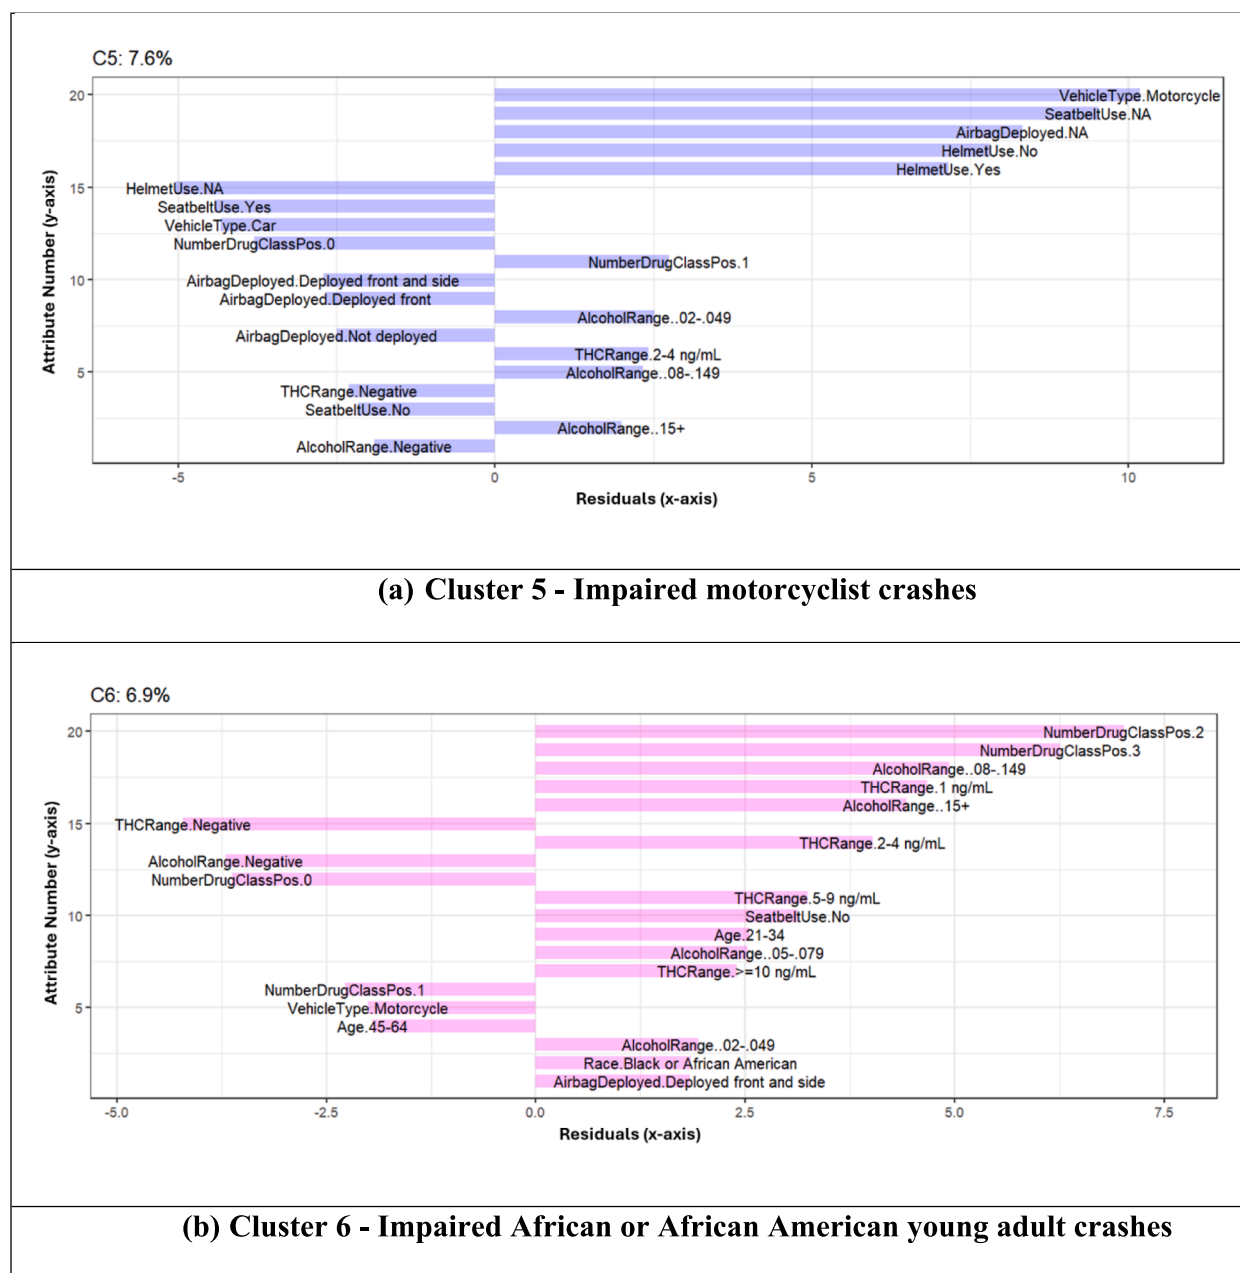 C5: 7.6%
20
VehicleType.Motorcycle
SeatbeltUse.NA
AirbagDeployed.NA
HelmetUse.No
HelmetUse.Yes
15
HelmetUse.NA
SeatbeltUse.Yes
VehicleType.Car
NumberDrugClassPos.0
NumberDrugClassPos.1
10
AirbagDeployed.Deployed front and side
AirbagDeployed.Deployed front
AlcoholRange..02-.049
AirbagDeployed.Not deployed
THCRange.2-4 ng/mL
5
AlcoholRange..08-.149
THCRange.Negative
SeatbeltUse.No
AlcoholRange..15+
AlcoholRange.Negative
Attribute Number (y-axis)
-5 0 5 10
Residuals (x-axis)
(a) Cluster 5 - Impaired motorcyclist crashes
C6: 6.9%
20
NumberDrugClassPos.2
NumberDrugClassPos.3
AlcoholRange..08-.149
THCRange.1 ng/mL
AlcoholRange..15+
15
THCRange.Negative
THCRange.2-4 ng/mL
AlcoholRange.Negative
NumberDrugClassPos.0
THCRange.5-9 ng/mL
10
SeatbeltUse.No
Age.21-34
AlcoholRange..05-.079
THCRange.>=10 ng/mL
NumberDrugClassPos.1
5
VehicleType.Motorcycle
Age.45-64
AlcoholRange..02-.049
Race.Black or African American
AirbagDeployed.Deployed front and side
Attribute Number (y-axis)
-5.0 -2.5 0.0 2.5 5.0 7.5
Residuals (x-axis)
(b) Cluster 6 - Impaired African or African American young adult crashes